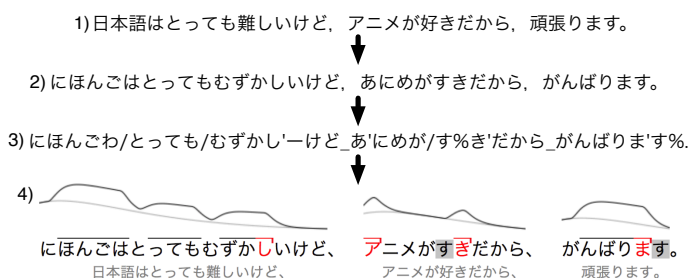 1)日本語はとっても難しいけど，アニメが好きだから，頑張ります。
2)にほんごはとってもむずかしいけど，あにめがすきだから，がんばります。
3)にほんごわ/とっても/むずかし'ーけど_あ'にめが/す%き'だから_がんばりま'す%.
4)
にほんごはとってもむずかしいけど、 アニメがすきだから、 がんばります。
日本語はとっても難しいけど、 アニメが好きだから、 頑張ります。